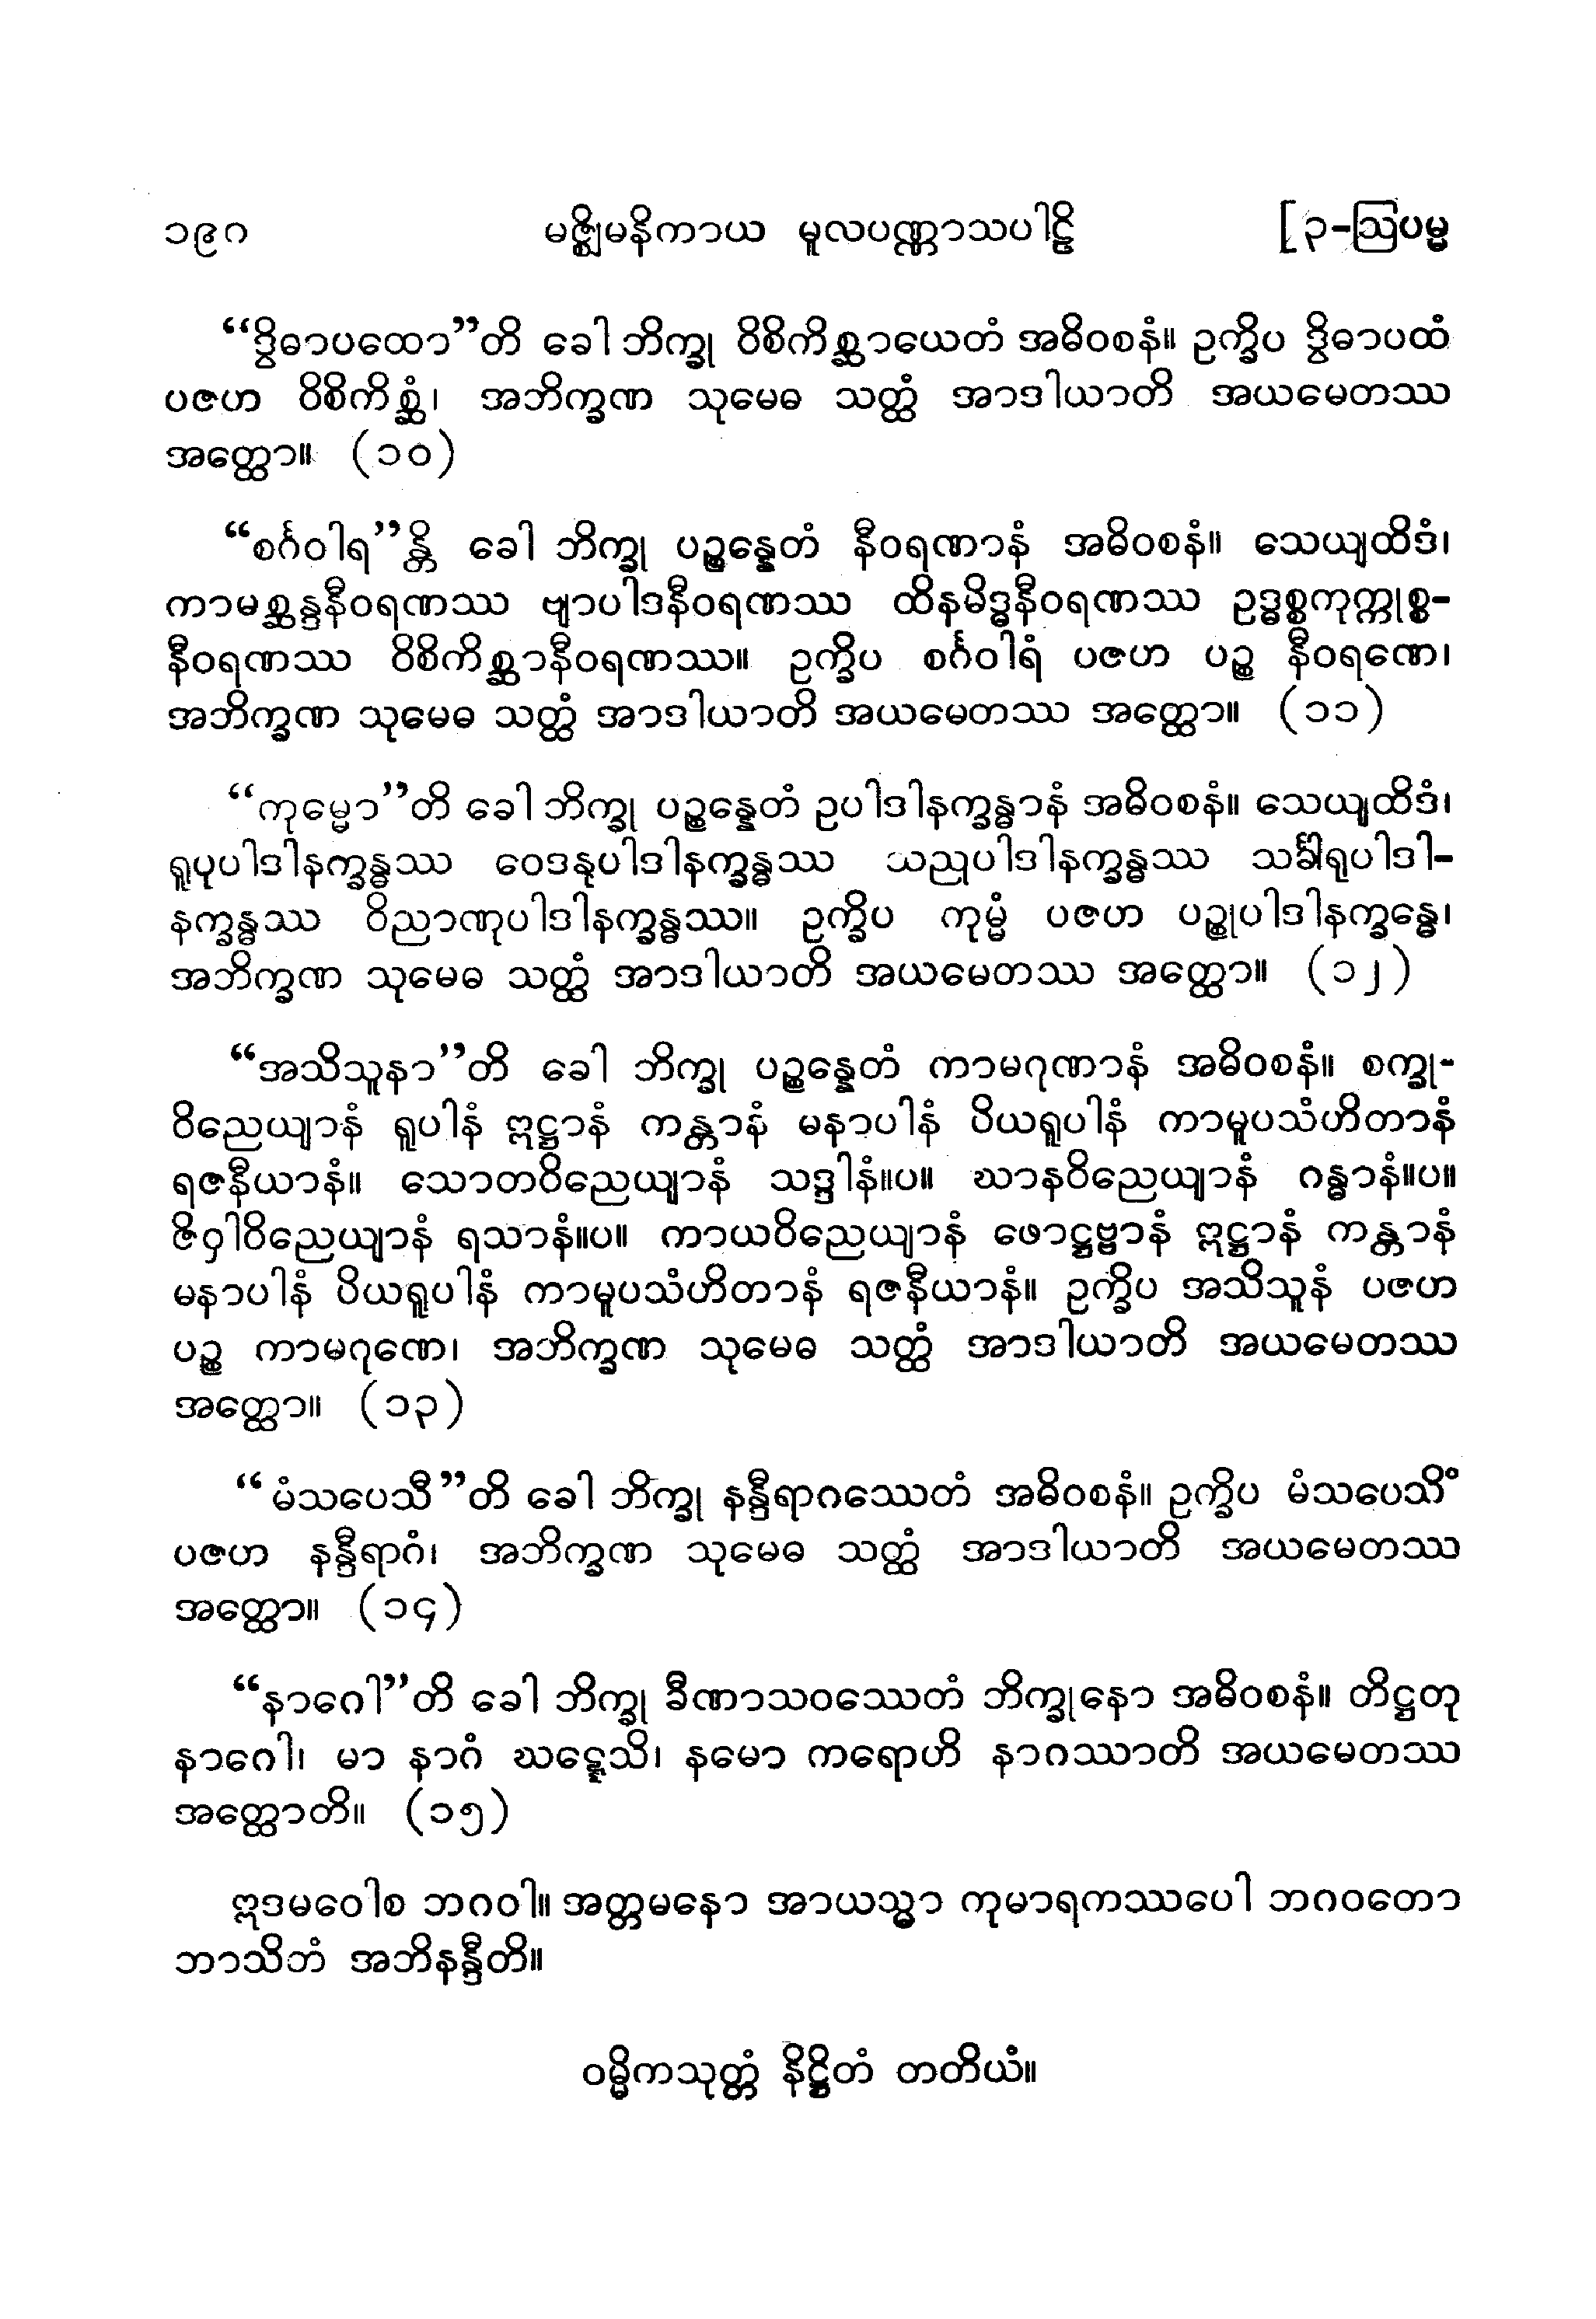 ၁၉ဂ မဇ္ဈိမနိကာယ မူလပဏ္ဏာသပါဠိ [၃-ဩပမ္မ
“ဒွိဓာပထော”တိ ခေါ ဘိက္ခု ဝိစိကိစ္ဆာယေတံ အဓိဝစနံ။ ဥက္ခိပ ဒွိဓာပထံ
ပဇဟ ဝိစိကိစ္ဆံ၊ အဘိက္ခဏ သုမေဓ သတ္ထံ အာဒါယာတိ အယမေတဿ
အတ္ထော။ (၁၀)
“စင်္ဂဝါရ”န္တိ ခေါ ဘိက္ခု ပဉ္စန္နေတံ နီဝရဏာနံ အဓိဝစနံ။ သေယျထိဒံ၊
ကာမစ္ဆန္ဒနီဝရဏဿ ဗျာပါဒနီဝရဏဿ ထိနမိဒ္ဓနီဝရဏဿ ဥဒ္ဓစ္စကုက္ကုစ္စ-
နီဝရဏဿ ဝိစိကိစ္ဆာနီဝရဏဿ။ ဥက္ခိပ စင်္ဂဝါရံ ပဇဟ ပဉ္စ နီဝရဏေ၊
အဘိက္ခဏ သုမေဓ သတ္ထံ အာဒါယာတိ အယမေတဿ အတ္ထော။ (၁၁)
“ကုမ္မော”တိ ခေါ ဘိက္ခု ပဉ္စန္နေတံ ဥပါဒါနက္ခန္ဓာနံ အဓိဝစနံ။ သေယျထိဒံ၊
ရူပုပါဒါနက္ခန္ဓဿ ဝေဒနုပါဒါနက္ခန္ဓဿ သညုပါဒါနက္ခန္ဓဿ သင်္ခါရုပါဒါ-
နက္ခန္ဓဿ ဝိညာဏုပါဒါနက္ခန္ဓဿ။ ဥက္ခိပ ကုမ္မံ ပဇဟ ပဉ္စုပါဒါနက္ခန္ဓေ၊
အဘိက္ခဏ သုမေဓ သတ္ထံ အာဒါယာတိ အယမေတဿ အတ္ထော။ (၁၂)
“အသိသူနာ”တိ ခေါ ဘိက္ခု ပဉ္စန္နေတံ ကာမဂုဏာနံ အဓိဝစနံ။ စက္ခု-
ဝိညေယျာနံ ရူပါနံ ဣဋ္ဌာနံ ကန္တာနံ မနာပါနံ ပိယရူပါနံ ကာမူပသံဟိတာနံ
ရဇနီယာနံ။ သောတဝိညေယျာနံ သဒ္ဒါနံ။ပ။ ဃာနဝိညေယျာနံ ဂန္ဓာနံ။ပ။
ဇိဝှါဝိညေယျာနံ ရသာနံ။ပ။ ကာယဝိညေယျာနံ ဖောဋ္ဌဗ္ဗာနံ ဣဋ္ဌာနံ ကန္တာနံ
မနာပါနံ ပိယရူပါနံ ကာမူပသံဟိတာနံ ရဇနီယာနံ။ ဥက္ခိပ အသိသူနံ ပဇဟ
ပဉ္စ ကာမဂုဏေ၊ အဘိက္ခဏ သုမေဓ သတ္ထံ အာဒါယာတိ အယမေတဿ
အတ္ထော။ (၁၃)
“မံသပေသီ”တိ ခေါ ဘိက္ခု နန္ဒီရာဂဿေတံ အဓိဝစနံ။ ဥက္ခိပ မံသပေသိံ
ပဇဟ နန္ဒီရာဂံ၊ အဘိက္ခဏ သုမေဓ သတ္ထံ အာဒါယာတိ အယမေတဿ
အတ္ထော။ (၁၄)
“နာဂေါ”တိ ခေါ ဘိက္ခု ခီဏာသဝဿေတံ ဘိက္ခုနော အဓိဝစနံ။ တိဋ္ဌတု
နာဂေါ၊ မာ နာဂံ ဃဋ္ဋေသိ၊ နမော ကရောဟိ နာဂဿာတိ အယမေတဿ
အတ္ထောတိ။ (၁၅)
ဣဒမဝေါစ ဘဂဝါ။ အတ္တမနော အာယသ္မာ ကုမာရကဿပေါ ဘဂဝတော
ဘာသိတံ အဘိနန္ဒီတိ။
ဝမ္မိကသုတ္တံ နိဋ္ဌိတံ တတိယံ။